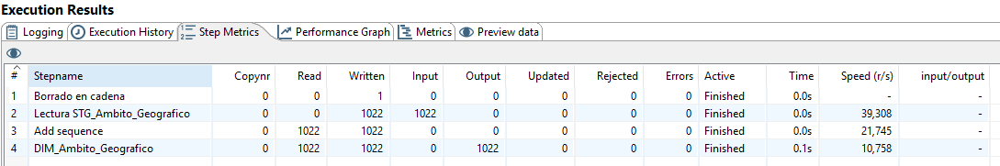 Execution Results
Logging Execution History Step Metrics Performance Graph Metrics Preview data
# Stepname Copynr Read Written Input Output Updated Rejected Errors Active Time Speed (r/s) input/output
1 Borrado en cadena 0 0 1 0 0 0 0 0 Finished 0.0s - -
2 Lectura STG_Ambito_Geografico 0 0 1022 1022 0 0 0 0 Finished 0.0s 39,308 -
3 Add sequence 0 1022 1022 0 0 0 0 0 Finished 0.0s 21,745 -
4 DIM_Ambito_Geografico 0 1022 1022 0 1022 0 0 0 Finished 0.1s 10,758 -